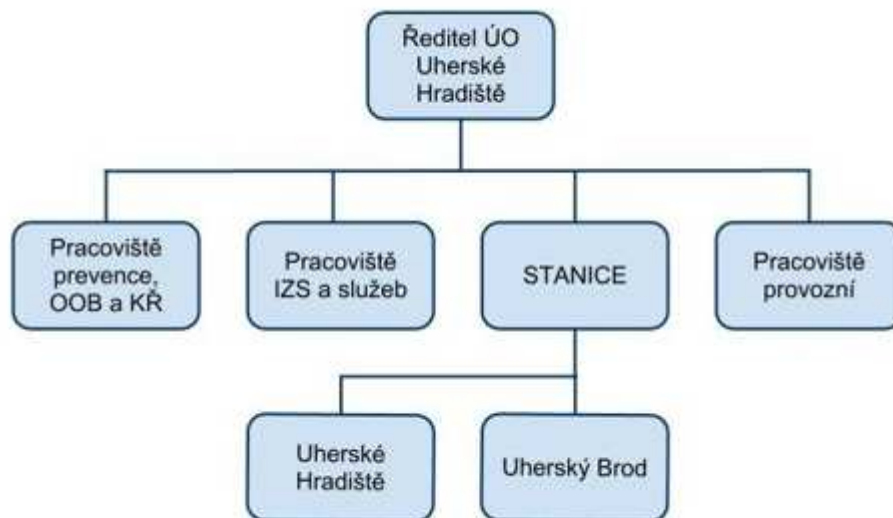 Ředitel ÚO
Uherské
Hradiště
Pracoviště
prevence,
OOB a KŘ
Pracoviště
IZS a služeb
STANICE
Pracoviště
provozní
Uherské
Hradiště
Uherský Brod